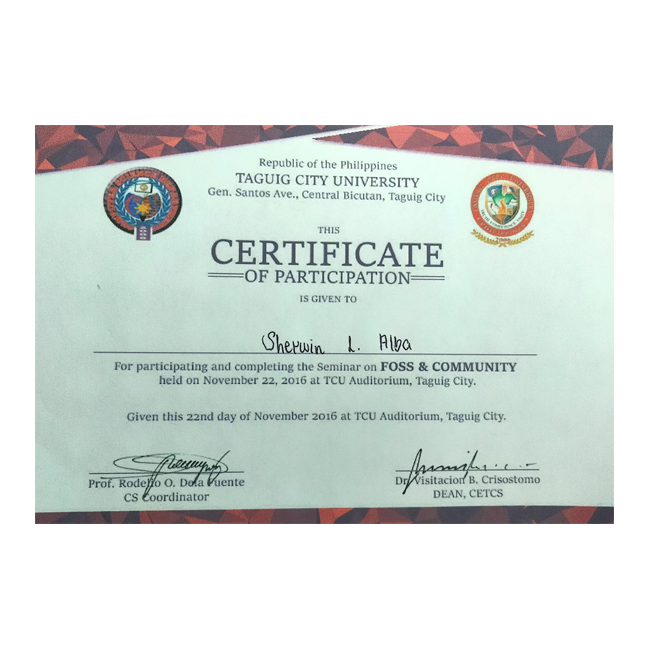 Republic of the Philippines
TAGUIG CITY UNIVERSITY
Gen. Santos Ave., Central Bicutan, Taguig City
THIS
CERTIFICATE
OF PARTICIPATION
IS GIVEN TO
Sherwin L. Alba
For participating and completing the Seminar on FOSS & COMMUNITY
held on November 22, 2016 at TCU Auditorium, Taguig City.
Given this 22nd day of November 2016 at TCU Auditorium, Taguig City.
Prof. Rodelio O. Dela Fuente
CS Coordinator
Dr. Visitacion B. Crisostomo
DEAN, CETCS